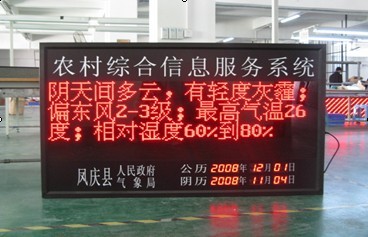 农村综合信息服务系统
阴天间多云，有轻度灰霾；
偏东风2-3级；最高气温26
度；相对湿度60%到80%
凤庆县 人民政府 气象局
公历 2008年12月01日
阴历 2008年11月04日